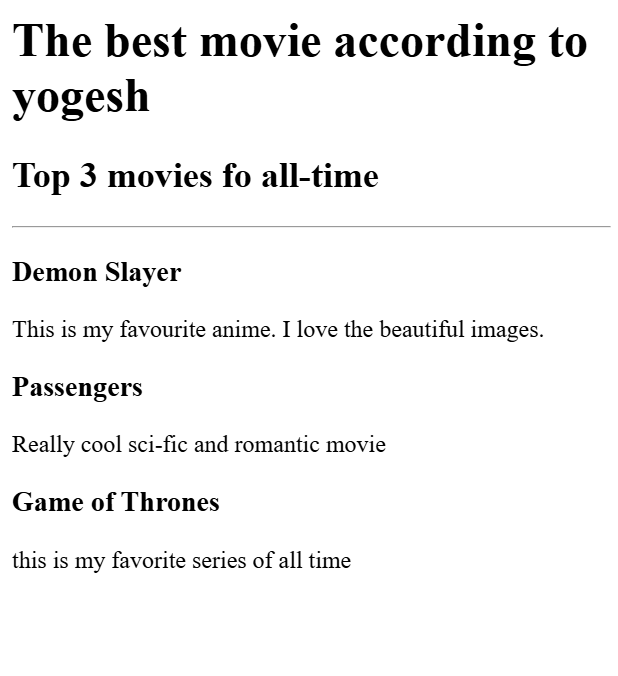 The best movie according to
yogesh
Top 3 movies fo all-time
Demon Slayer
This is my favourite anime. I love the beautiful images.
Passengers
Really cool sci-fic and romantic movie
Game of Thrones
this is my favorite series of all time